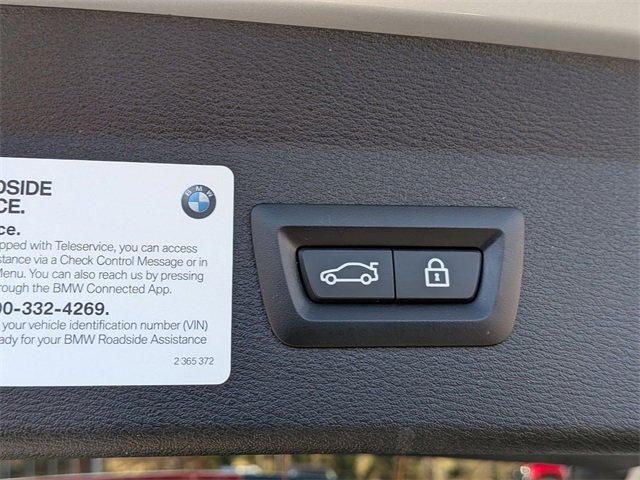 DSIDE
CE.
BMW
ce.
pped with Teleservice, you can access
stance via a Check Control Message or in
Menu. You can also reach us by pressing
rough the BMW Connected App.
00-332-4269.
your vehicle identification number (VIN)
ady for your BMW Roadside Assistance
2 365 372